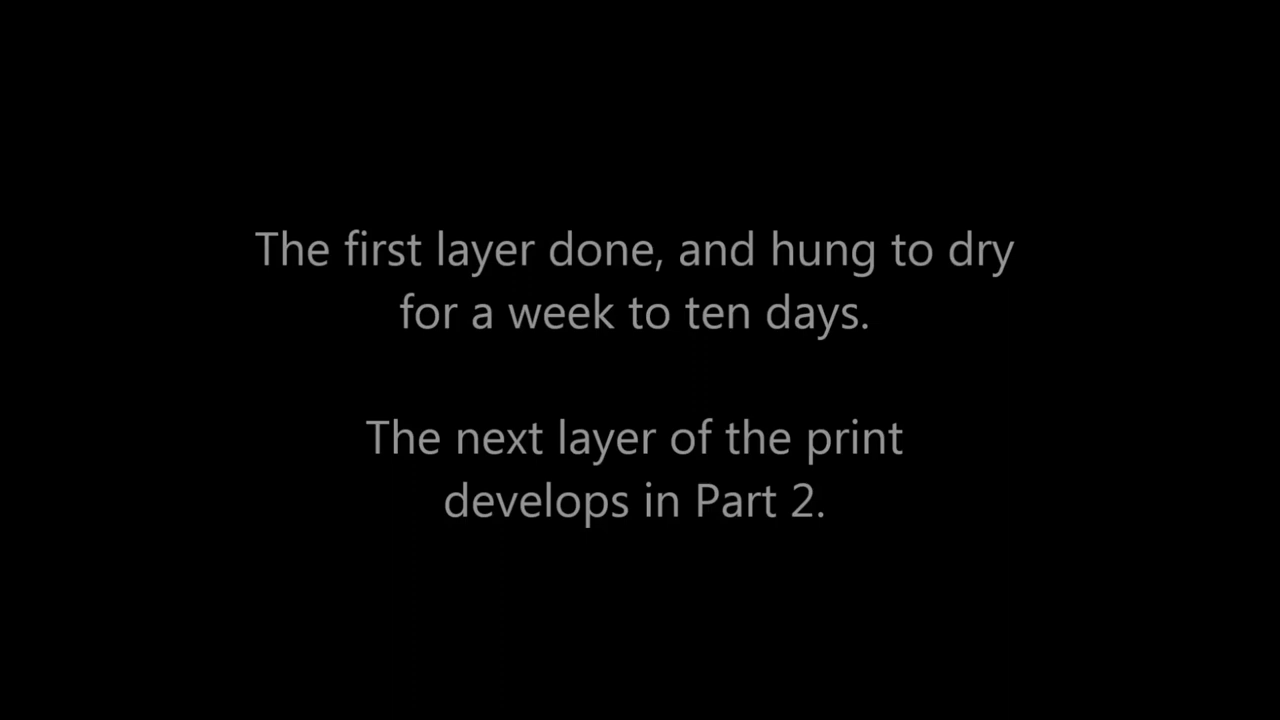 The first layer done, and hung to dry
for a week to ten days.
The next layer of the print
develops in Part 2.